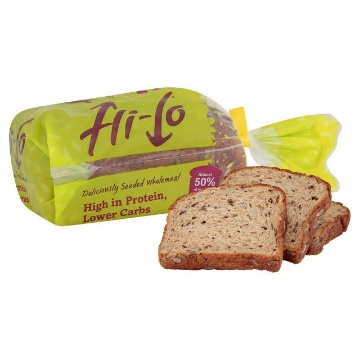 Hi-Lo
Deliciously Seeded Wholemeal
High in Protein,
Lower Carbs
Almost
50%